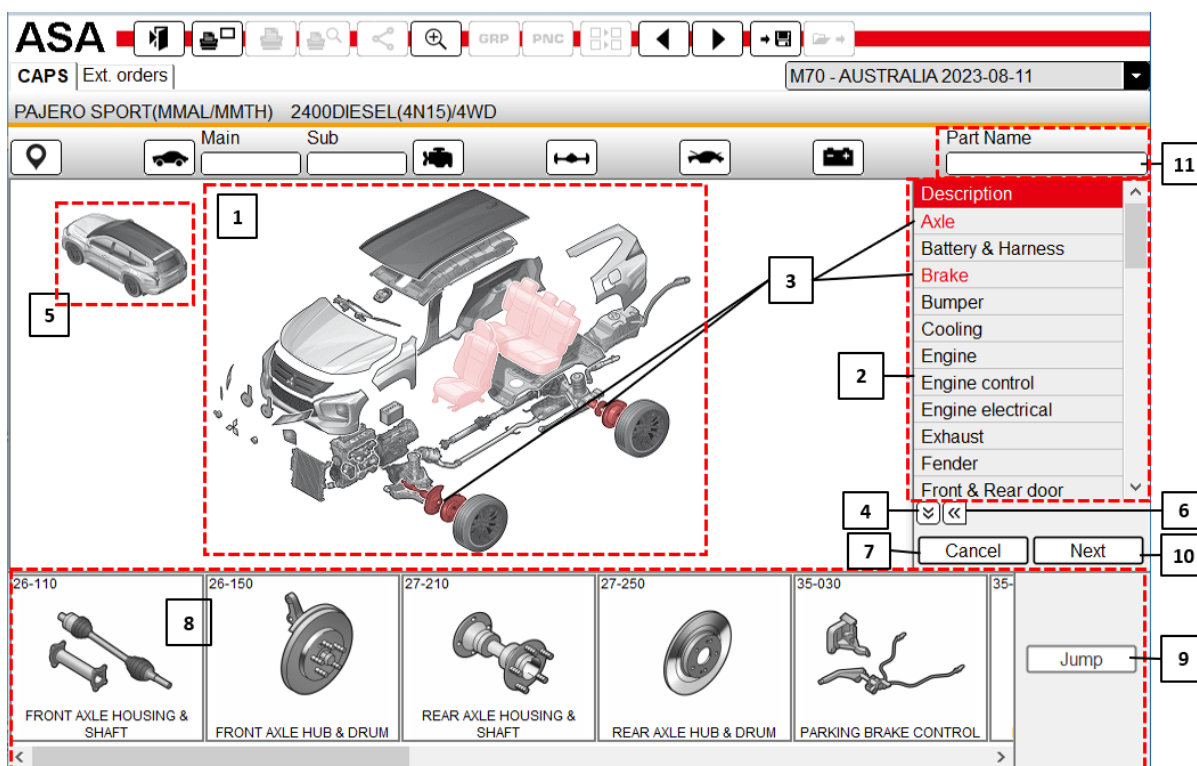 ASA
GRP
PNC
CAPS
Ext. orders
M70 - AUSTRALIA 2023-08-11
PAJERO SPORT(MMAL/MMTH) 2400DIESEL(4N15)/4WD
Main
Sub
Part Name
11
1
5
3
2
Description
Axle
Battery & Harness
Brake
Bumper
Cooling
Engine
Engine control
Engine electrical
Exhaust
Fender
Front & Rear door
4
6
7
Cancel
Next
10
26-110
FRONT AXLE HOUSING &
SHAFT
8
26-150
FRONT AXLE HUB & DRUM
27-210
REAR AXLE HOUSING &
SHAFT
27-250
REAR AXLE HUB & DRUM
35-030
PARKING BRAKE CONTROL
35-
Jump
9